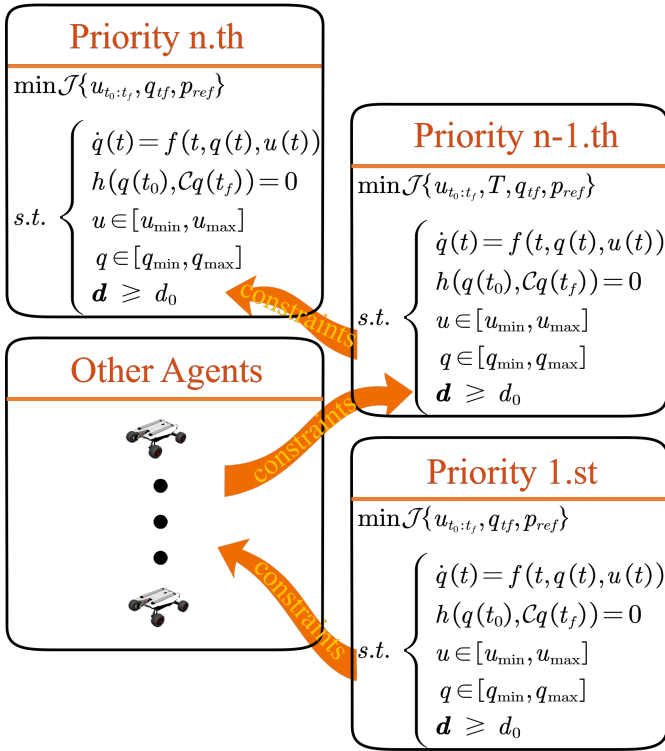 Priority n.th
min 𝒥{u_{t_0:t_f}, q_{tf}, p_{ref}}
s.t.
q̇(t) = f(t, q(t), u(t))
h(q(t_0), 𝒞q(t_f)) = 0
u ∈ [u_min, u_max]
q ∈ [q_min, q_max]
d ≥ d_0
constraints
Priority n-1.th
min 𝒥{u_{t_0:t_f}, T, q_{tf}, p_{ref}}
s.t.
q̇(t) = f(t, q(t), u(t))
h(q(t_0), 𝒞q(t_f)) = 0
u ∈ [u_min, u_max]
q ∈ [q_min, q_max]
d ≥ d_0
Other Agents
constraints
constraints
Priority 1.st
min 𝒥{u_{t_0:t_f}, q_{tf}, p_{ref}}
s.t.
q̇(t) = f(t, q(t), u(t))
h(q(t_0), 𝒞q(t_f)) = 0
u ∈ [u_min, u_max]
q ∈ [q_min, q_max]
d ≥ d_0